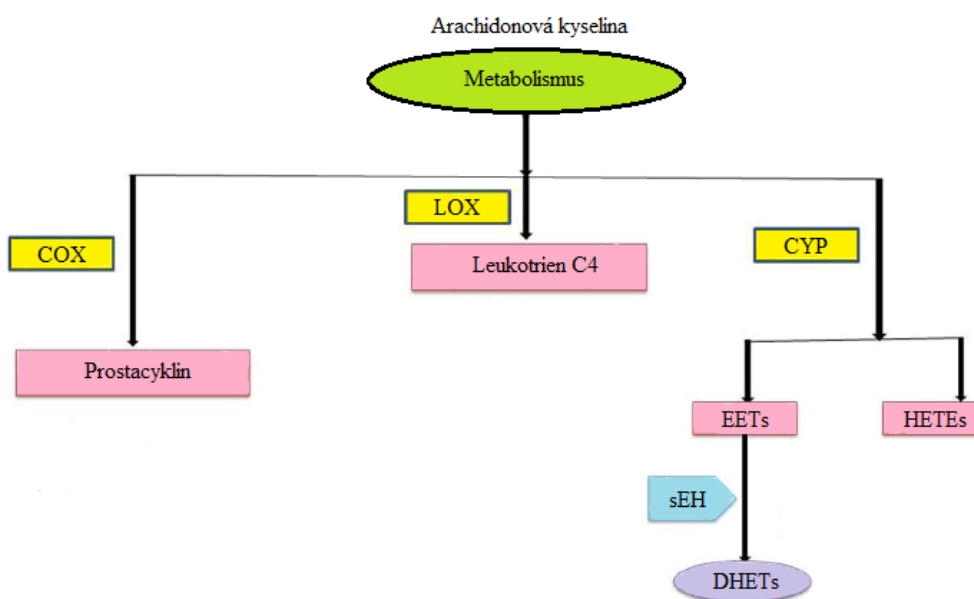 Arachidonová kyselina
Metabolismus
LOX
COX
CYP
Leukotrien C4
Prostacyklin
EETs
HETEs
sEH
DHETs